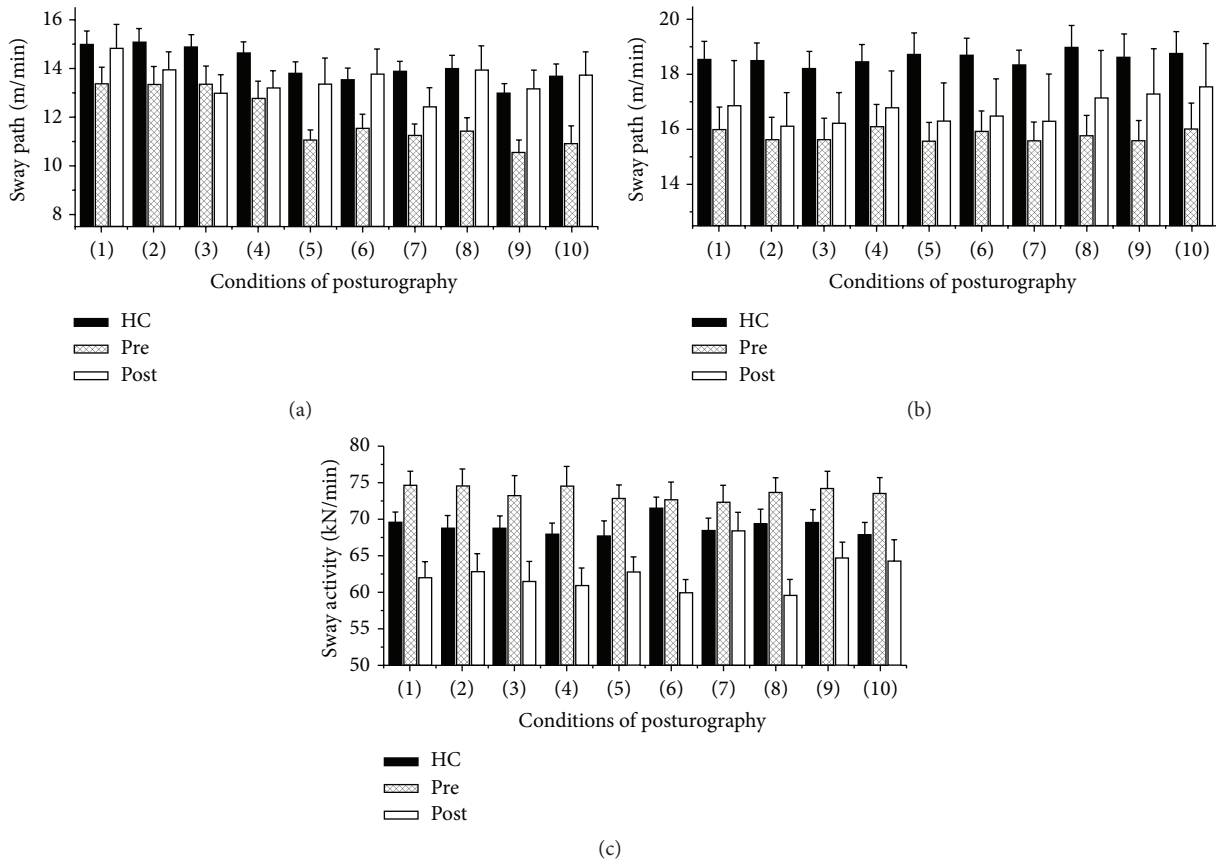 Sway path (m/min)
16
14
12
10
8
(1) (2) (3) (4) (5) (6) (7) (8) (9) (10)
Conditions of posturography
HC
Pre
Post
(a)
Sway path (m/min)
20
18
16
14
(1) (2) (3) (4) (5) (6) (7) (8) (9) (10)
Conditions of posturography
HC
Pre
Post
(b)
Sway activity (kN/min)
80
75
70
65
60
55
50
(1) (2) (3) (4) (5) (6) (7) (8) (9) (10)
Conditions of posturography
HC
Pre
Post
(c)